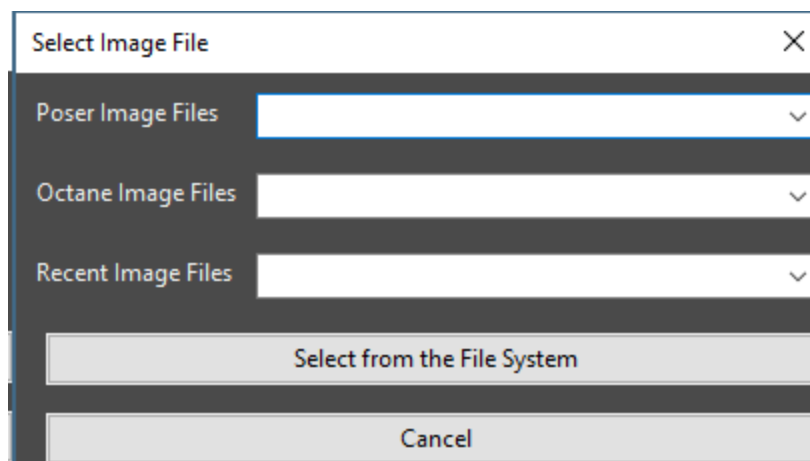 Select Image File
Poser Image Files
Octane Image Files
Recent Image Files
Select from the File System
Cancel